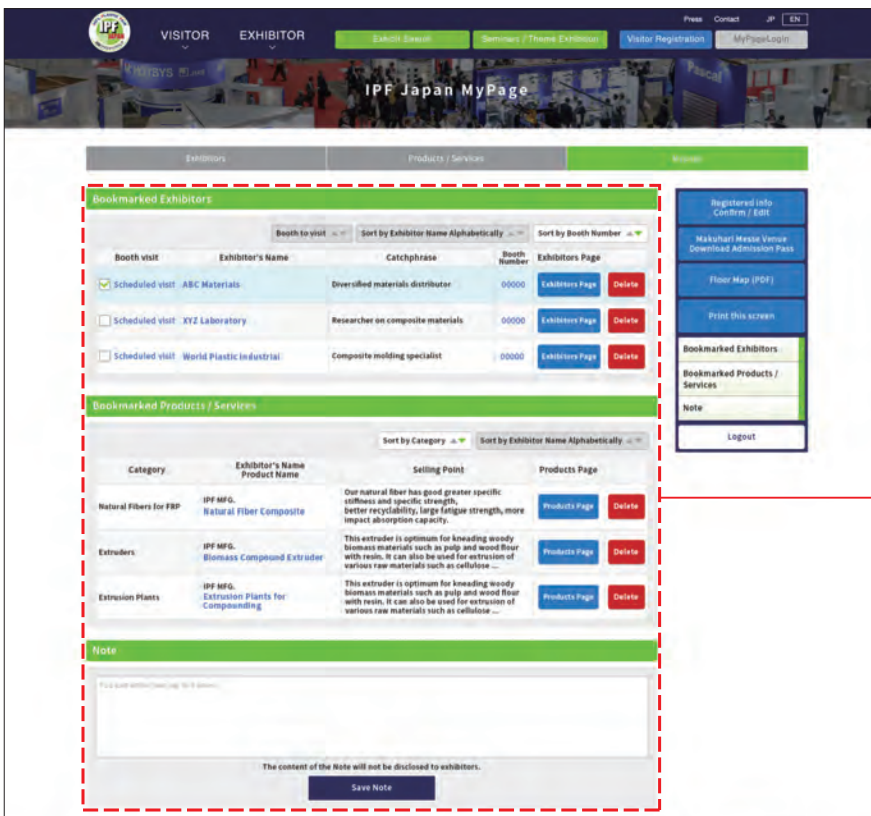 Press Contact JP EN
IPF
JAPAN
VISITOR EXHIBITOR Exhibit Search Seminars / Theme Exhibition Visitor Registration MyPageLogin
IPF Japan MyPage
Pascal
Exhibitors Products / Services
Bookmarked Exhibitors
Booth to visit Sort by Exhibitor Name Alphabetically Sort by Booth Number
Booth visit Exhibitor's Name Catchphrase Booth Number Exhibitors Page
Scheduled visit ABC Materials Diversified materials distributor 00000 Exhibitors Page Delete
Scheduled visit XYZ Laboratory Researcher on composite materials 00000 Exhibitors Page Delete
Scheduled visit World Plastic Industrial Composite molding specialist 00000 Exhibitors Page Delete
Bookmarked Products / Services
Sort by Category Sort by Exhibitor Name Alphabetically
Category Exhibitor's Name Product Name Selling Point Products Page
Natural Fibers for FRP
IPF MFG.
Natural Fiber Composite
Our natural fiber has good greater specific
stiffness and specific strength,
better recyclability, large fatigue strength, more
impact absorption capacity.
Products Page Delete
Extruders
IPF MFG.
Biomass Compound Extruder
This extruder is optimum for kneading woody
biomass materials such as pulp and wood flour
with resin. It can also be used for extrusion of
various raw materials such as cellulose ...
Products Page Delete
Extrusion Plants
IPF MFG.
Extrusion Plants for
Compounding
This extruder is optimum for kneading woody
biomass materials such as pulp and wood flour
with resin. It can also be used for extrusion of
various raw materials such as cellulose ...
Products Page Delete
Note
The content of the Note will not be disclosed to exhibitors.
Save Note
Registered info
Confirm / Edit
Makuhari Messe Venue
Download Admission Pass
Floor Map (PDF)
Print this screen
Bookmarked Exhibitors
Bookmarked Products /
Services
Note
Logout